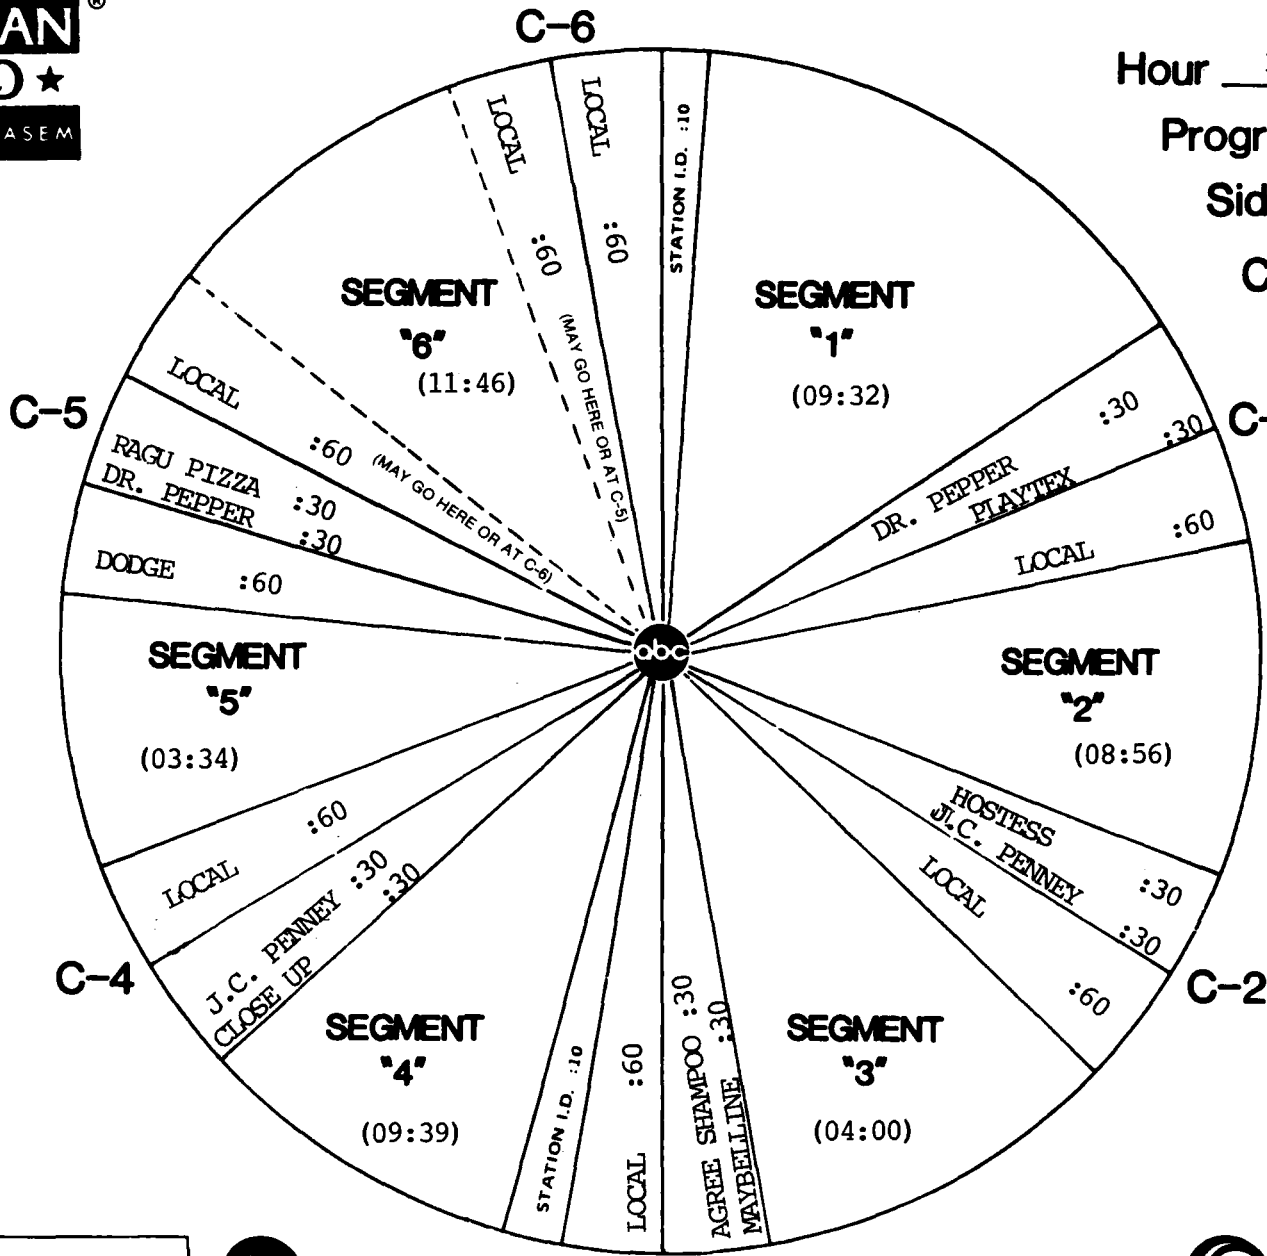 AN®
ASEM
C-6
Hour
Progr
Sid
C
STATION I.D. :10
SEGMENT
"1"
(09:32)
DR. PEPPER :30
PLAYTEX :30
C-
LOCAL :60
SEGMENT
"2"
(08:56)
HOSTESS :30
J.C. PENNEY :30
C-2
LOCAL :60
SEGMENT
"3"
(04:00)
AGREE SHAMPOO :30
MAYBELLINE :30
LOCAL :60
STATION I.D. :10
SEGMENT
"4"
(09:39)
J.C. PENNEY :30
CLOSE UP :30
C-4
LOCAL :60
SEGMENT
"5"
(03:34)
DODGE :60
RAGU PIZZA :30
DR. PEPPER :30
C-5
LOCAL :60
(MAY GO HERE OR AT C-6)
SEGMENT
"6"
(11:46)
LOCAL :60
(MAY GO HERE OR AT C-5)
LOCAL :60
abc